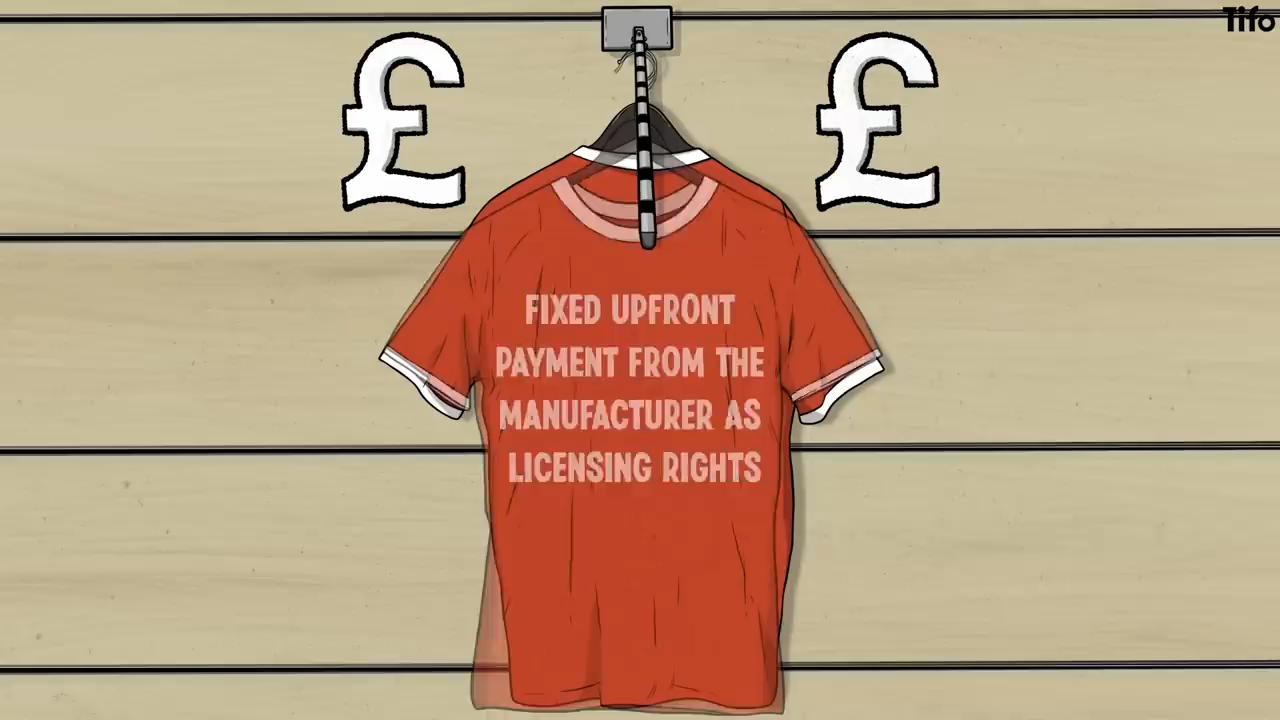 Tifo
£ £
FIXED UPFRONT
PAYMENT FROM THE
MANUFACTURER AS
LICENSING RIGHTS